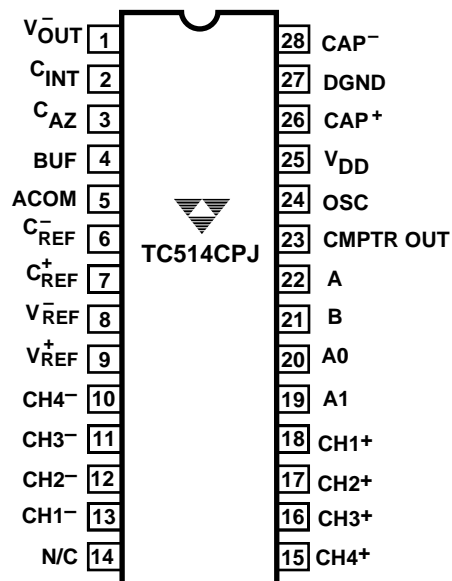 V⁻OUT 1
CINT 2
CAZ 3
BUF 4
ACOM 5
C⁻REF 6
C⁺REF 7
V⁻REF 8
V⁺REF 9
CH4⁻ 10
CH3⁻ 11
CH2⁻ 12
CH1⁻ 13
N/C 14
TC514CPJ
28 CAP⁻
27 DGND
26 CAP⁺
25 VDD
24 OSC
23 CMPTR OUT
22 A
21 B
20 A0
19 A1
18 CH1+
17 CH2+
16 CH3+
15 CH4+